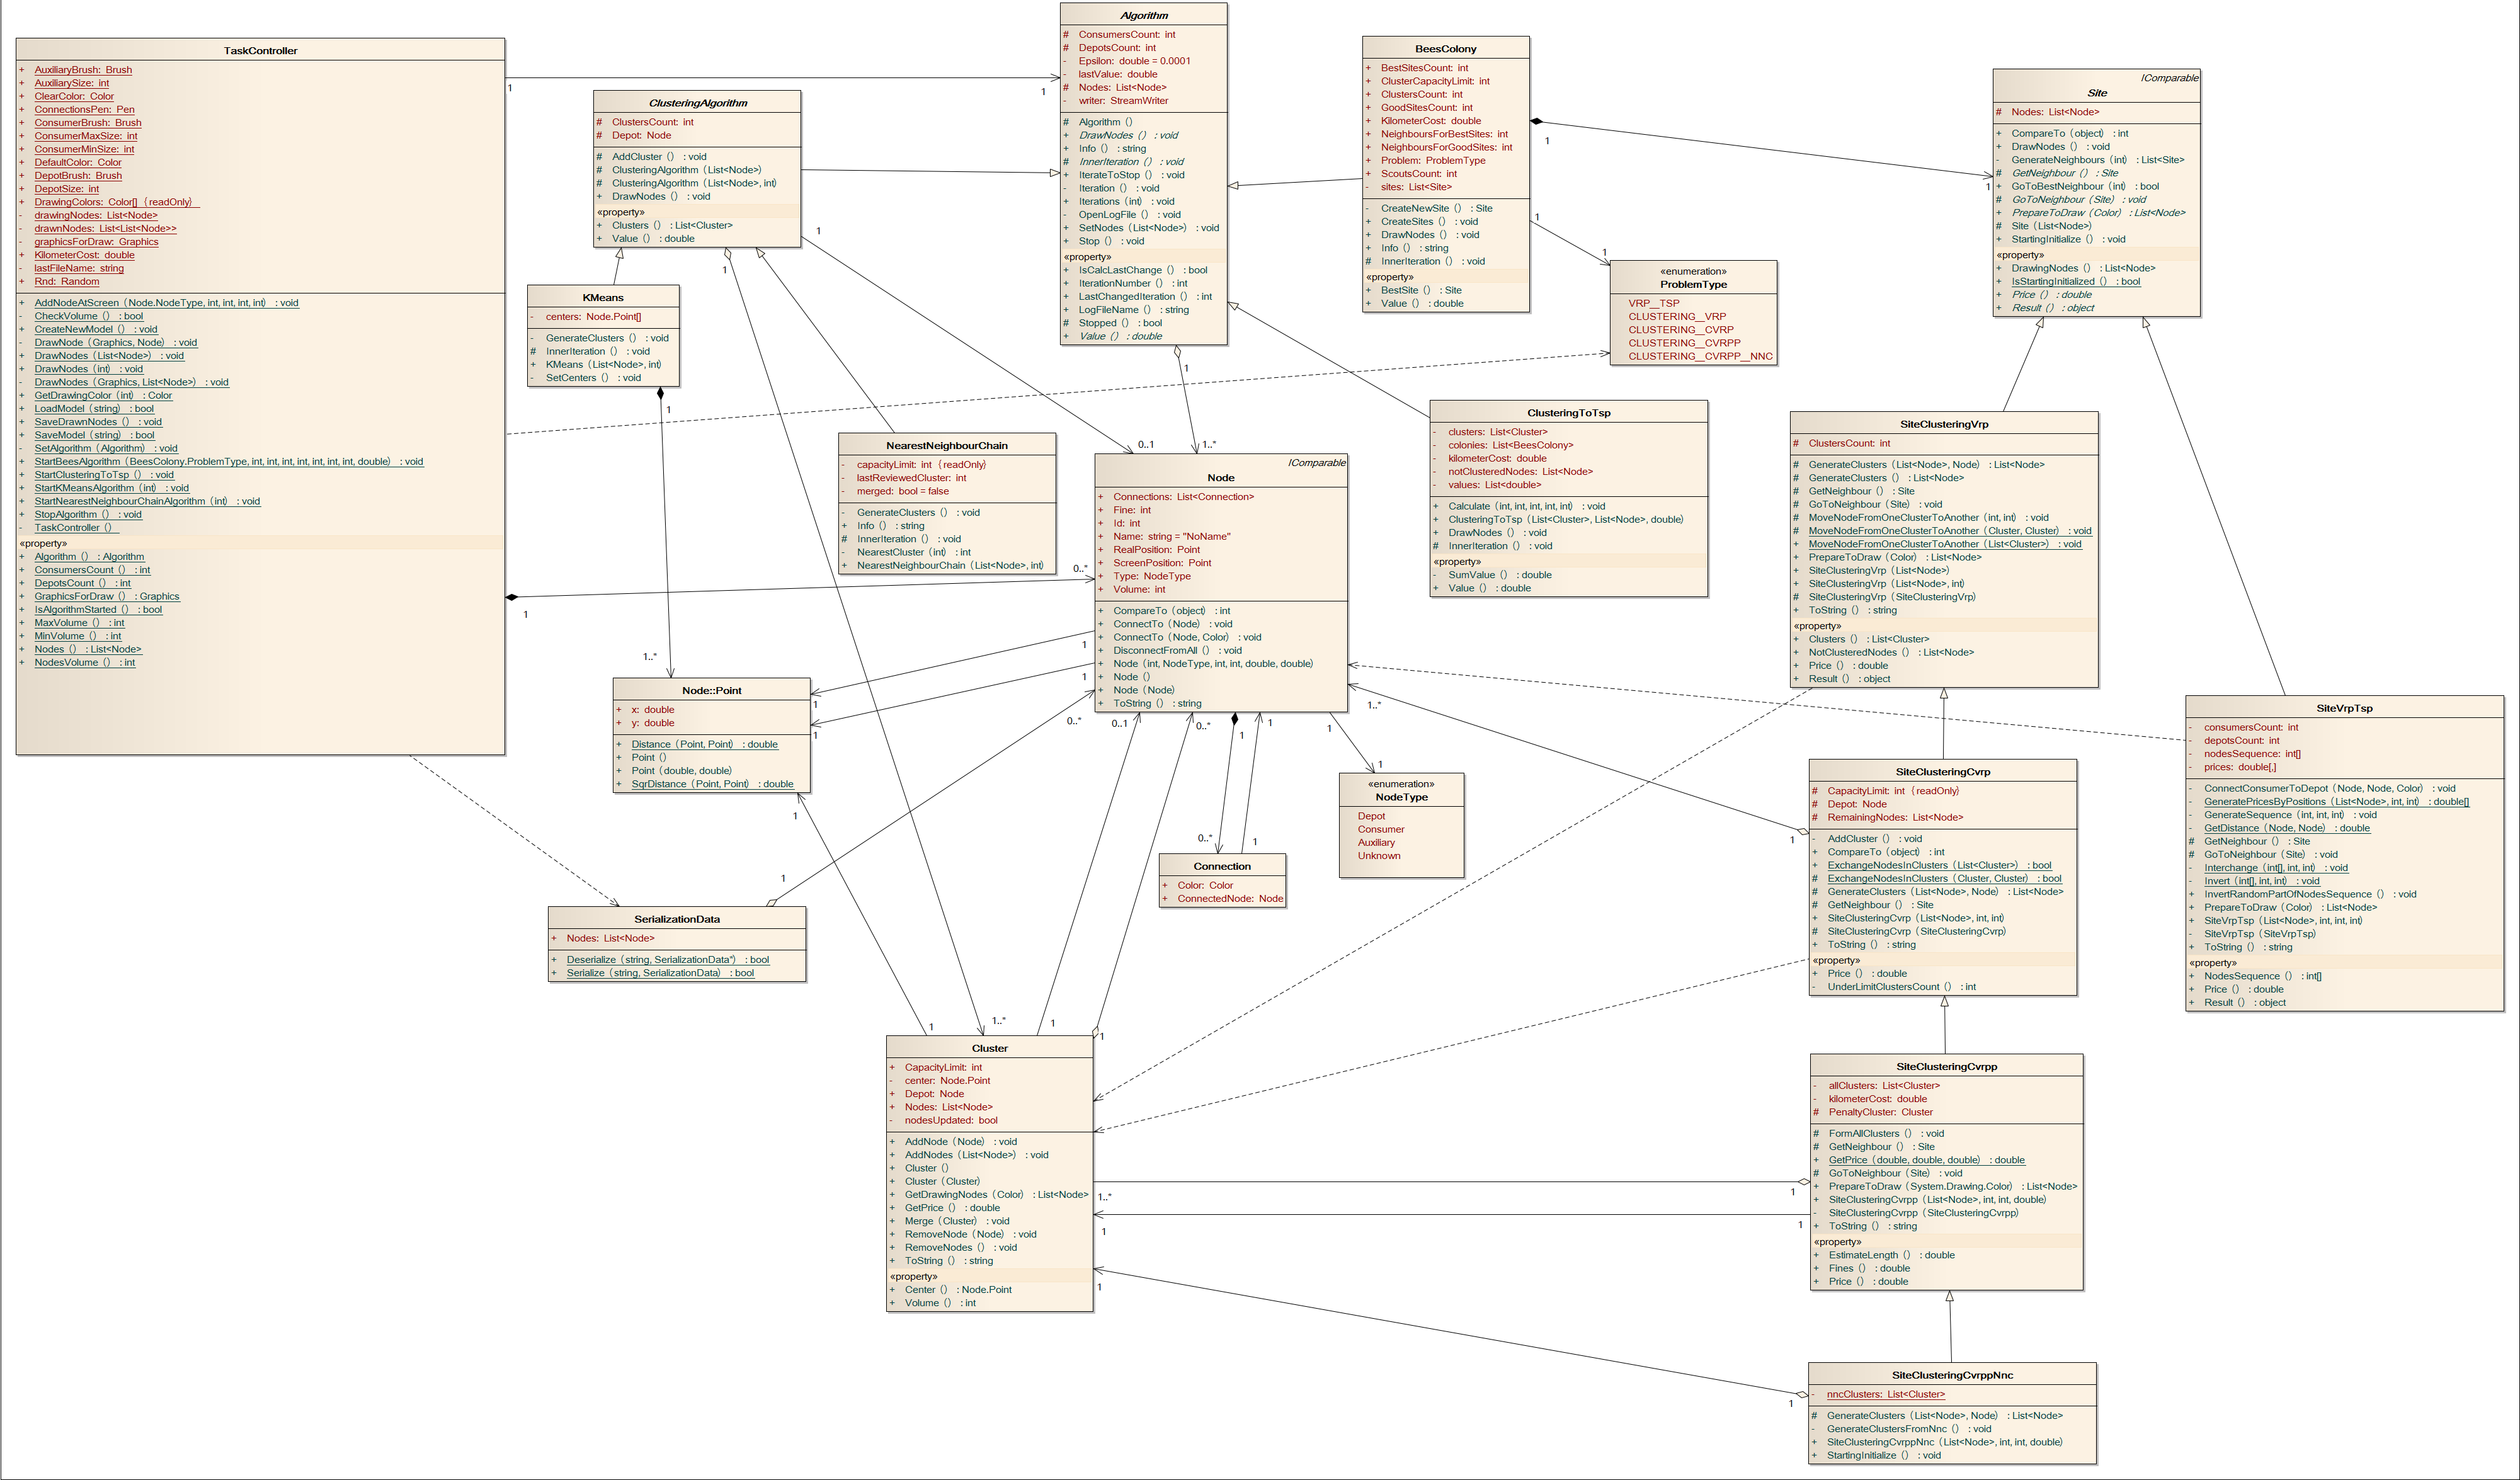 TaskController
+ AuxiliaryBrush: Brush
+ AuxiliarySize: int
+ ClearColor: Color
+ ConnectionsPen: Pen
+ ConsumerBrush: Brush
+ ConsumerMaxSize: int
+ ConsumerMinSize: int
+ DefaultColor: Color
+ DepotBrush: Brush
+ DepotSize: int
+ DrawingColors: Color[] {readOnly}
- drawingNodes: List<Node>
- drawnNodes: List<List<Node>>
- graphicsForDraw: Graphics
+ KilometerCost: double
- lastFileName: string
+ Rnd: Random
+ AddNodeAtScreen (Node.NodeType, int, int, int, int) : void
- CheckVolume () : bool
+ CreateNewModel () : void
- DrawNode (Graphics, Node) : void
+ DrawNodes (List<Node>) : void
+ DrawNodes (int) : void
- DrawNodes (Graphics, List<Node>) : void
+ GetDrawingColor (int) : Color
+ LoadModel (string) : bool
+ SaveDrawnNodes () : void
+ SaveModel (string) : bool
- SetAlgorithm (Algorithm) : void
+ StartBeesAlgorithm (BeesColony.ProblemType, int, int, int, int, int, int, int, double) : void
+ StartClusteringToTsp () : void
+ StartKMeansAlgorithm (int) : void
+ StartNearestNeighbourChainAlgorithm (int) : void
+ StopAlgorithm () : void
- TaskController ()
«property»
+ Algorithm () : Algorithm
+ ConsumersCount () : int
+ DepotsCount () : int
+ GraphicsForDraw () : Graphics
+ IsAlgorithmStarted () : bool
+ MaxVolume () : int
+ MinVolume () : int
+ Nodes () : List<Node>
+ NodesVolume () : int
1
1
ClusteringAlgorithm
# ClustersCount: int
# Depot: Node
# AddCluster () : void
# ClusteringAlgorithm (List<Node>)
# ClusteringAlgorithm (List<Node>, int)
+ DrawNodes () : void
«property»
+ Clusters () : List<Cluster>
+ Value () : double
1
1
KMeans
- centers: Node.Point[]
- GenerateClusters () : void
# InnerIteration () : void
+ KMeans (List<Node>, int)
- SetCenters () : void
1
1..*
Algorithm
# ConsumersCount: int
# DepotsCount: int
- Epsilon: double = 0.0001
- lastValue: double
# Nodes: List<Node>
- writer: StreamWriter
# Algorithm ()
+ DrawNodes () : void
+ Info () : string
# InnerIteration () : void
+ IterateToStop () : void
- Iteration () : void
+ Iterations (int) : void
- OpenLogFile () : void
+ SetNodes (List<Node>) : void
+ Stop () : void
«property»
+ IsCalcLastChange () : bool
+ IterationNumber () : int
+ LastChangedIteration () : int
+ LogFileName () : string
# Stopped () : bool
+ Value () : double
1
0..1
1..*
BeesColony
+ BestSitesCount: int
+ ClusterCapacityLimit: int
+ ClustersCount: int
+ GoodSitesCount: int
+ KilometerCost: double
+ NeighboursForBestSites: int
+ NeighboursForGoodSites: int
+ Problem: ProblemType
+ ScoutsCount: int
- sites: List<Site>
- CreateNewSite () : Site
+ CreateSites () : void
+ DrawNodes () : void
+ Info () : string
# InnerIteration () : void
«property»
+ BestSite () : Site
+ Value () : double
1
1
1
1
«enumeration»
ProblemType
VRP__TSP
CLUSTERING__VRP
CLUSTERING__CVRP
CLUSTERING__CVRPP
CLUSTERING__CVRPP__NNC
IComparable
Site
# Nodes: List<Node>
+ CompareTo (object) : int
+ DrawNodes () : void
- GenerateNeighbours (int) : List<Site>
# GetNeighbour () : Site
+ GoToBestNeighbour (int) : bool
# GoToNeighbour (Site) : void
+ PrepareToDraw (Color) : List<Node>
# Site (List<Node>)
+ StartingInitialize () : void
«property»
+ DrawingNodes () : List<Node>
+ IsStartingInitialized () : bool
+ Price () : double
+ Result () : object
NearestNeighbourChain
- capacityLimit: int {readOnly}
- lastReviewedCluster: int
- merged: bool = false
- GenerateClusters () : void
+ Info () : string
# InnerIteration () : void
- NearestCluster (int) : int
+ NearestNeighbourChain (List<Node>, int)
ClusteringToTsp
- clusters: List<Cluster>
- colonies: List<BeesColony>
- kilometerCost: double
- notClusteredNodes: List<Node>
- values: List<double>
+ Calculate (int, int, int, int, int) : void
+ ClusteringToTsp (List<Cluster>, List<Node>, double)
+ DrawNodes () : void
# InnerIteration () : void
«property»
- SumValue () : double
+ Value () : double
IComparable
Node
+ Connections: List<Connection>
+ Fine: int
+ Id: int
+ Name: string = "NoName"
+ RealPosition: Point
+ ScreenPosition: Point
+ Type: NodeType
+ Volume: int
+ CompareTo (object) : int
+ ConnectTo (Node) : void
+ ConnectTo (Node, Color) : void
+ DisconnectFromAll () : void
+ Node (int, NodeType, int, int, double, double)
+ Node ()
+ Node (Node)
+ ToString () : string
0..*
1
1
1
1
1
0..*
0..1
0..*
1
1
1
1..*
SiteClusteringVrp
# ClustersCount: int
# GenerateClusters (List<Node>, Node) : List<Node>
# GenerateClusters () : List<Node>
# GetNeighbour () : Site
# GoToNeighbour (Site) : void
# MoveNodeFromOneClusterToAnother (int, int) : void
# MoveNodeFromOneClusterToAnother (Cluster, Cluster) : void
+ MoveNodeFromOneClusterToAnother (List<Cluster>) : void
+ PrepareToDraw (Color) : List<Node>
+ SiteClusteringVrp (List<Node>)
+ SiteClusteringVrp (List<Node>, int)
# SiteClusteringVrp (SiteClusteringVrp)
+ ToString () : string
«property»
+ Clusters () : List<Cluster>
+ NotClusteredNodes () : List<Node>
+ Price () : double
+ Result () : object
Node::Point
+ x: double
+ y: double
+ Distance (Point, Point) : double
+ Point ()
+ Point (double, double)
+ SqrDistance (Point, Point) : double
1
«enumeration»
NodeType
Depot
Consumer
Auxiliary
Unknown
1
0..*
1
Connection
+ Color: Color
+ ConnectedNode: Node
1
SerializationData
+ Nodes: List<Node>
+ Deserialize (string, SerializationData*) : bool
+ Serialize (string, SerializationData) : bool
SiteClusteringCvrp
# CapacityLimit: int {readOnly}
# Depot: Node
# RemainingNodes: List<Node>
- AddCluster () : void
+ CompareTo (object) : int
+ ExchangeNodesInClusters (List<Cluster>) : bool
# ExchangeNodesInClusters (Cluster, Cluster) : bool
# GenerateClusters (List<Node>, Node) : List<Node>
# GetNeighbour () : Site
+ SiteClusteringCvrp (List<Node>, int, int)
# SiteClusteringCvrp (SiteClusteringCvrp)
+ ToString () : string
«property»
+ Price () : double
- UnderLimitClustersCount () : int
1
SiteVrpTsp
- consumersCount: int
- depotsCount: int
- nodesSequence: int[]
- prices: double[,]
- ConnectConsumerToDepot (Node, Node, Color) : void
- GeneratePricesByPositions (List<Node>, int, int) : double[]
- GenerateSequence (int, int, int) : void
- GetDistance (Node, Node) : double
# GetNeighbour () : Site
# GoToNeighbour (Site) : void
- Interchange (int[], int, int) : void
- Invert (int[], int, int) : void
+ InvertRandomPartOfNodesSequence () : void
+ PrepareToDraw (Color) : List<Node>
+ SiteVrpTsp (List<Node>, int, int, int)
- SiteVrpTsp (SiteVrpTsp)
+ ToString () : string
«property»
+ NodesSequence () : int[]
+ Price () : double
+ Result () : object
1
1..*
1
1
Cluster
+ CapacityLimit: int
- center: Node.Point
+ Depot: Node
+ Nodes: List<Node>
- nodesUpdated: bool
+ AddNode (Node) : void
+ AddNodes (List<Node>) : void
+ Cluster ()
+ Cluster (Cluster)
+ GetDrawingNodes (Color) : List<Node>
+ GetPrice () : double
+ Merge (Cluster) : void
+ RemoveNode (Node) : void
+ RemoveNodes () : void
+ ToString () : string
«property»
+ Center () : Node.Point
+ Volume () : int
1..*
1
1
1
1
SiteClusteringCvrpp
- allClusters: List<Cluster>
- kilometerCost: double
# PenaltyCluster: Cluster
# FormAllClusters () : void
# GetNeighbour () : Site
+ GetPrice (double, double, double) : double
# GoToNeighbour (Site) : void
+ PrepareToDraw (System.Drawing.Color) : List<Node>
+ SiteClusteringCvrpp (List<Node>, int, int, double)
- SiteClusteringCvrpp (SiteClusteringCvrpp)
+ ToString () : string
«property»
+ EstimateLength () : double
+ Fines () : double
+ Price () : double
1
SiteClusteringCvrppNnc
- nncClusters: List<Cluster>
# GenerateClusters (List<Node>, Node) : List<Node>
- GenerateClustersFromNnc () : void
+ SiteClusteringCvrppNnc (List<Node>, int, int, double)
+ StartingInitialize () : void